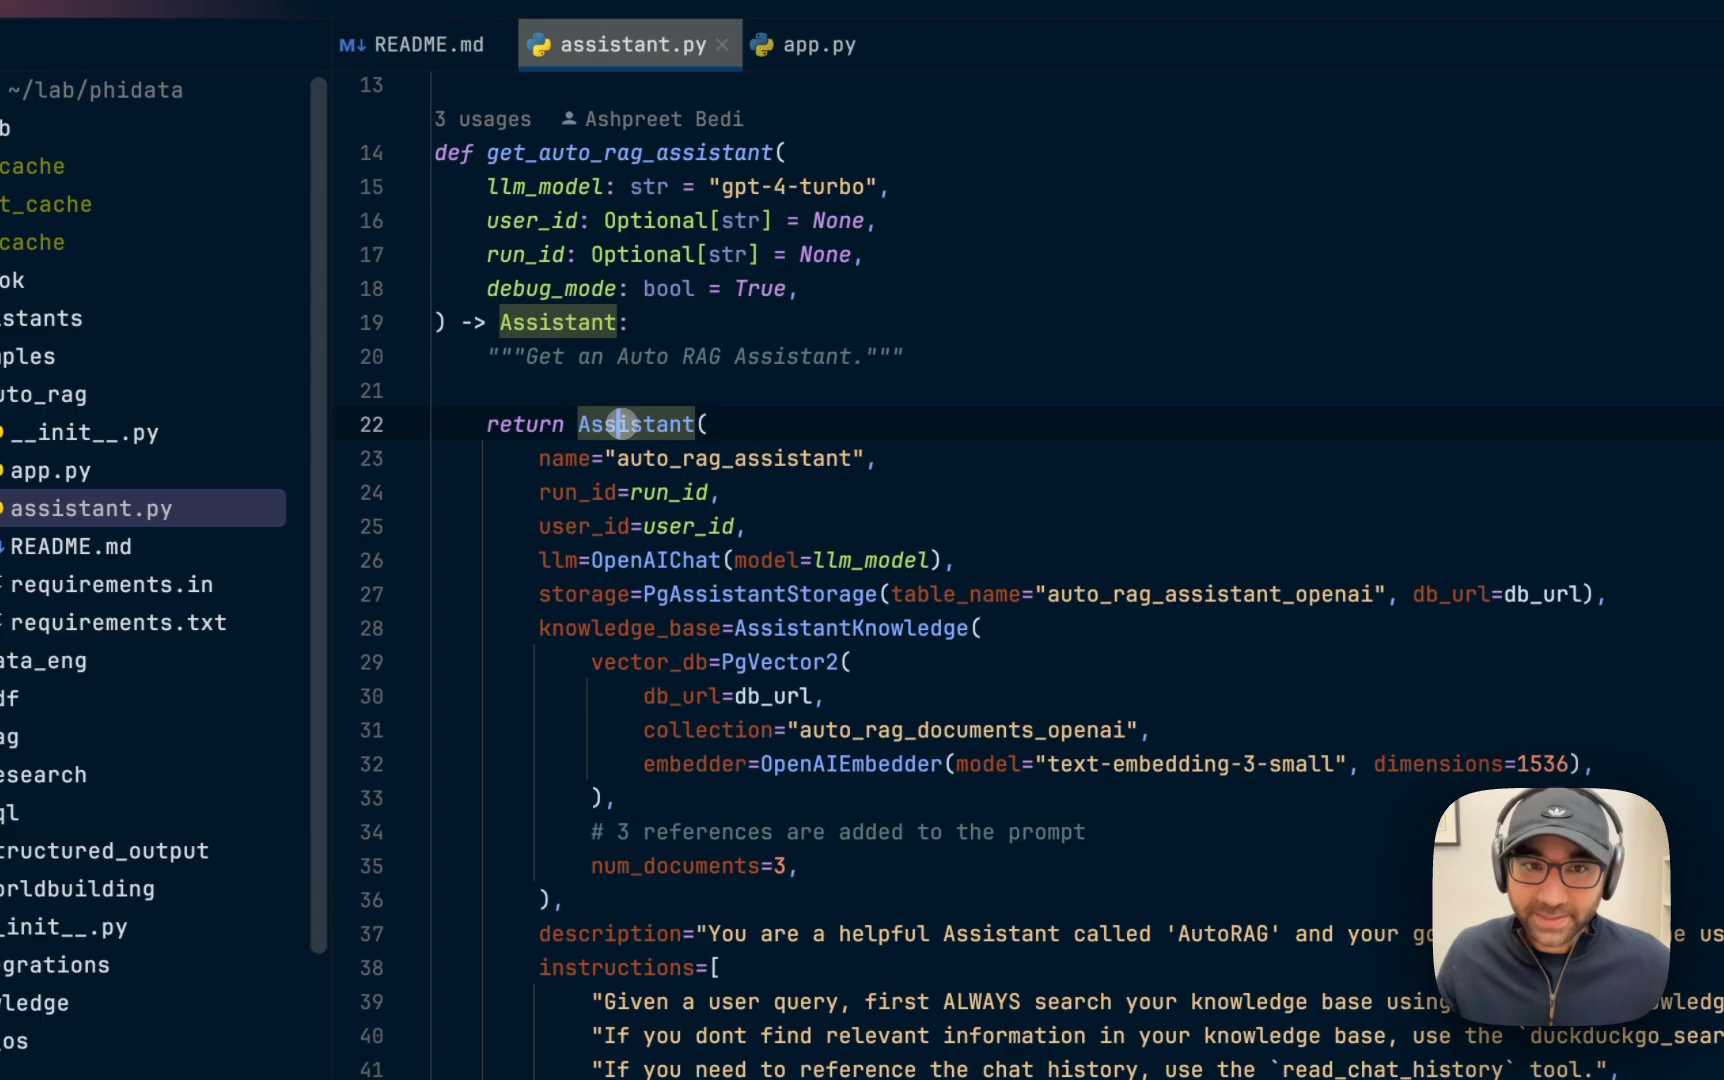 README.md
assistant.py
app.py
~/lab/phidata
b
cache
t_cache
cache
ok
stants
ples
uto_rag
__init__.py
app.py
assistant.py
README.md
requirements.in
requirements.txt
ata_eng
df
ag
esearch
ql
tructured_output
orldbuilding
_init__.py
grations
ledge
os
13
3 usages Ashpreet Bedi
14 def get_auto_rag_assistant(
15 llm_model: str = "gpt-4-turbo",
16 user_id: Optional[str] = None,
17 run_id: Optional[str] = None,
18 debug_mode: bool = True,
19 ) -> Assistant:
20 """Get an Auto RAG Assistant."""
21
22 return Assistant(
23 name="auto_rag_assistant",
24 run_id=run_id,
25 user_id=user_id,
26 llm=OpenAIChat(model=llm_model),
27 storage=PgAssistantStorage(table_name="auto_rag_assistant_openai", db_url=db_url),
28 knowledge_base=AssistantKnowledge(
29 vector_db=PgVector2(
30 db_url=db_url,
31 collection="auto_rag_documents_openai",
32 embedder=OpenAIEmbedder(model="text-embedding-3-small", dimensions=1536),
33 ),
34 # 3 references are added to the prompt
35 num_documents=3,
36 ),
37 description="You are a helpful Assistant called 'AutoRAG' and your go e us
38 instructions=[
39 "Given a user query, first ALWAYS search your knowledge base using wledg
40 "If you dont find relevant information in your knowledge base, use the `duckduckgo_sear
41 "If you need to reference the chat history, use the `read_chat_history` tool.",